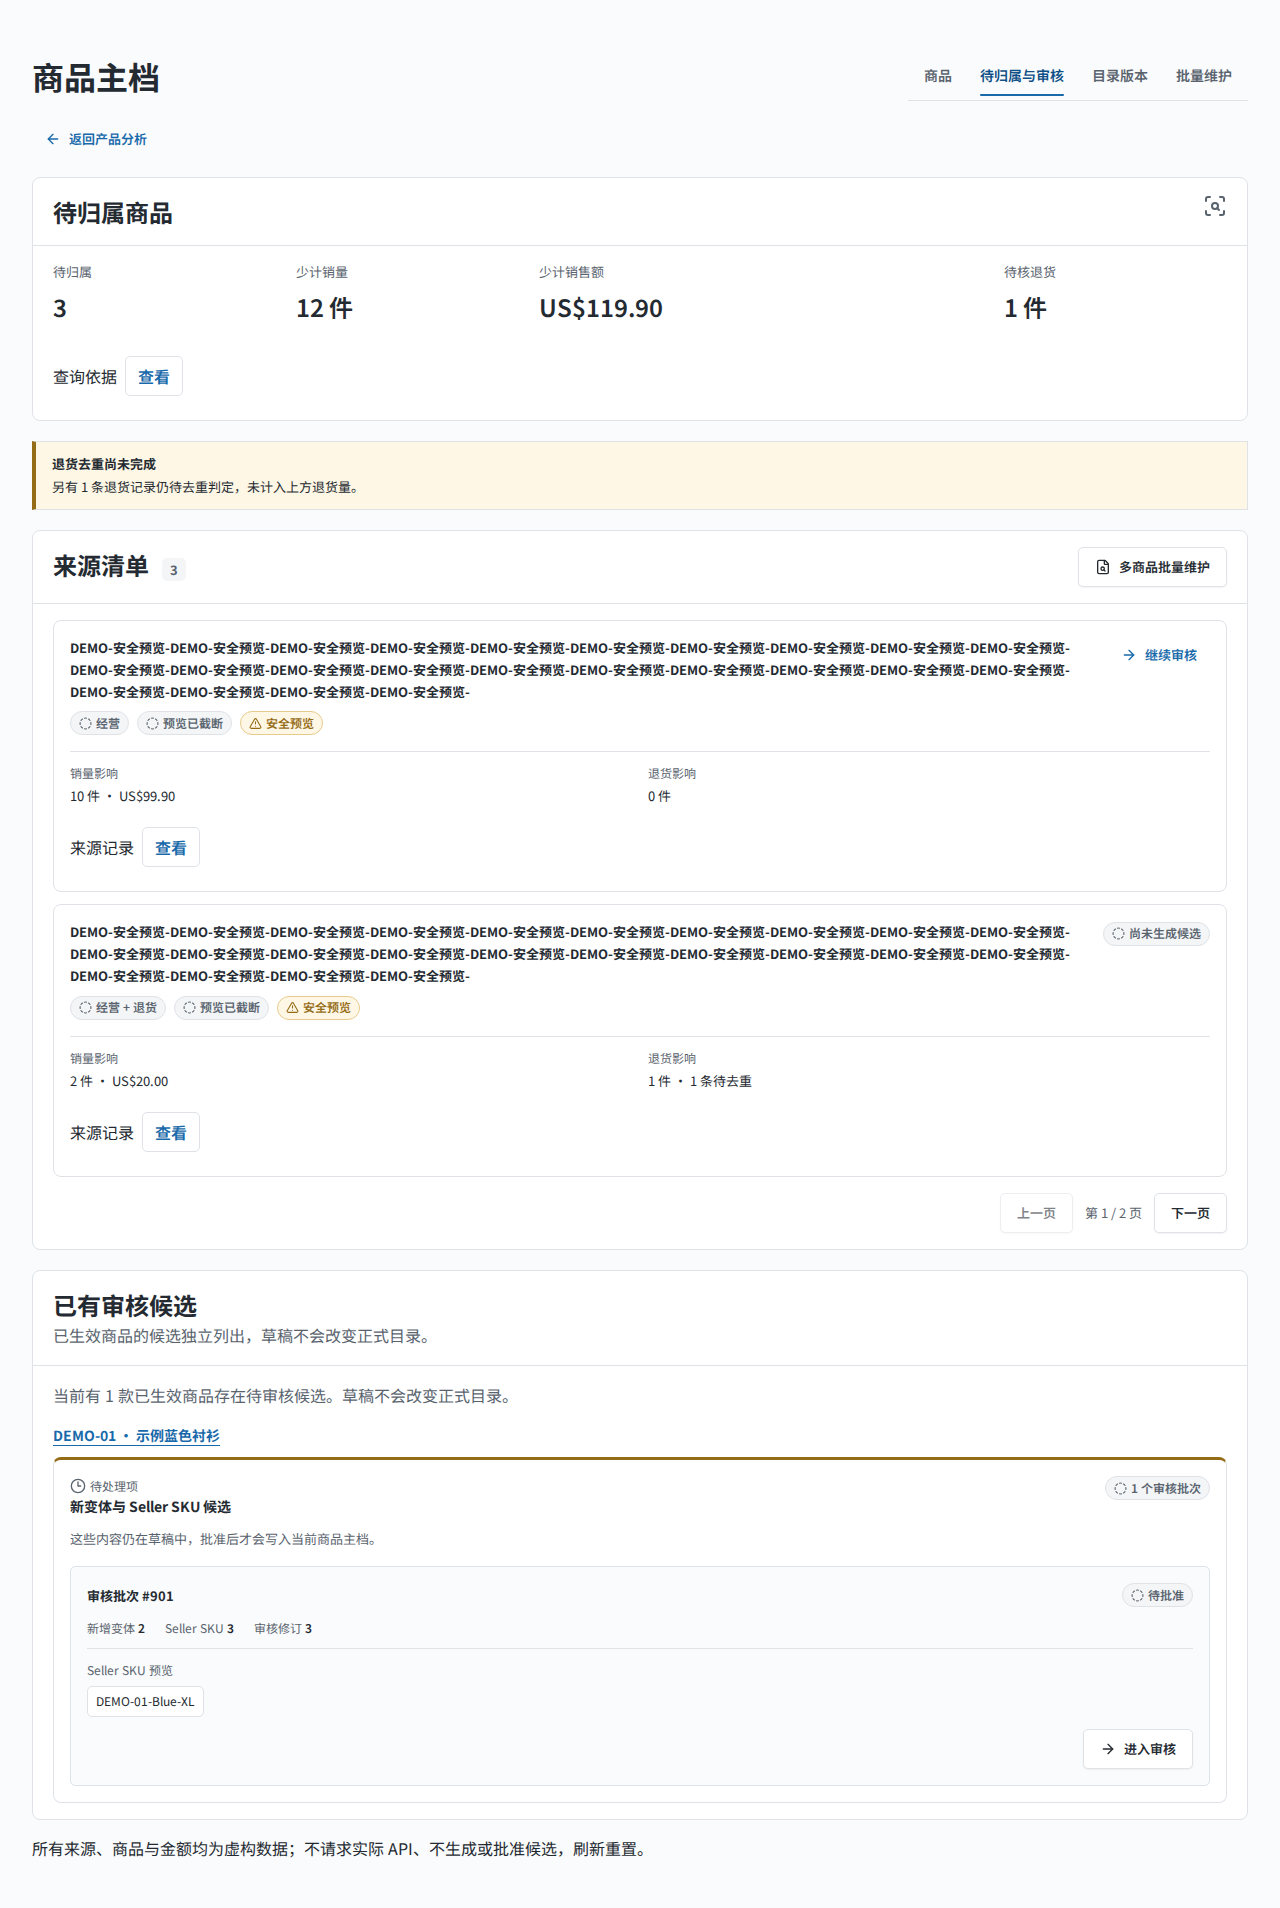 商品主档
商品 待归属与审核 目录版本 批量维护
返回产品分析
待归属商品
待归属 少计销量 少计销售额 待核退货
3 12 件 US$119.90 1 件
查询依据 查看
退货去重尚未完成
另有 1 条退货记录仍待去重判定，未计入上方退货量。
来源清单 3 多商品批量维护
DEMO-安全预览-DEMO-安全预览-DEMO-安全预览-DEMO-安全预览-DEMO-安全预览-DEMO-安全预览-DEMO-安全预览-DEMO-安全预览-DEMO-安全预览-DEMO-安全预览- 继续审核
DEMO-安全预览-DEMO-安全预览-DEMO-安全预览-DEMO-安全预览-DEMO-安全预览-DEMO-安全预览-DEMO-安全预览-DEMO-安全预览-DEMO-安全预览-DEMO-安全预览-
DEMO-安全预览-DEMO-安全预览-DEMO-安全预览-DEMO-安全预览-
经营 预览已截断 安全预览
销量影响 退货影响
10 件 · US$99.90 0 件
来源记录 查看
DEMO-安全预览-DEMO-安全预览-DEMO-安全预览-DEMO-安全预览-DEMO-安全预览-DEMO-安全预览-DEMO-安全预览-DEMO-安全预览-DEMO-安全预览-DEMO-安全预览- 尚未生成候选
DEMO-安全预览-DEMO-安全预览-DEMO-安全预览-DEMO-安全预览-DEMO-安全预览-DEMO-安全预览-DEMO-安全预览-DEMO-安全预览-DEMO-安全预览-DEMO-安全预览-
DEMO-安全预览-DEMO-安全预览-DEMO-安全预览-DEMO-安全预览-
经营 + 退货 预览已截断 安全预览
销量影响 退货影响
2 件 · US$20.00 1 件 · 1 条待去重
来源记录 查看
上一页 第 1 / 2 页 下一页
已有审核候选
已生效商品的候选独立列出，草稿不会改变正式目录。
当前有 1 款已生效商品存在待审核候选。草稿不会改变正式目录。
DEMO-01 · 示例蓝色衬衫
待处理项 1 个审核批次
新变体与 Seller SKU 候选
这些内容仍在草稿中，批准后才会写入当前商品主档。
审核批次 #901 待批准
新增变体 2 Seller SKU 3 审核修订 3
Seller SKU 预览
DEMO-01-Blue-XL
进入审核
所有来源、商品与金额均为虚构数据；不请求实际 API、不生成或批准候选，刷新重置。